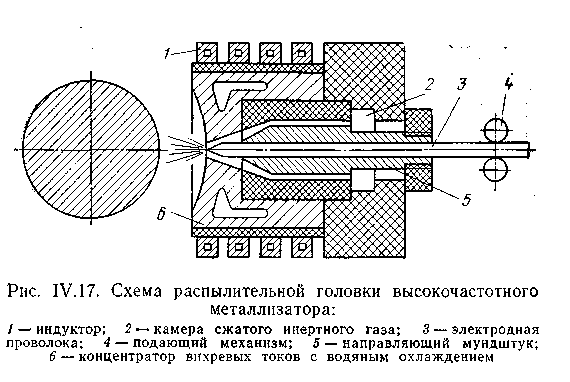 1
2
3
4
5
6
Рис. IV.17. Схема распылительной головки высокочастотного
металлизатора:
1 — индуктор; 2 — камера сжатого инертного газа; 3 — электродная
проволока; 4 — подающий механизм; 5 — направляющий мундштук;
6 — концентратор вихревых токов с водяным охлаждением